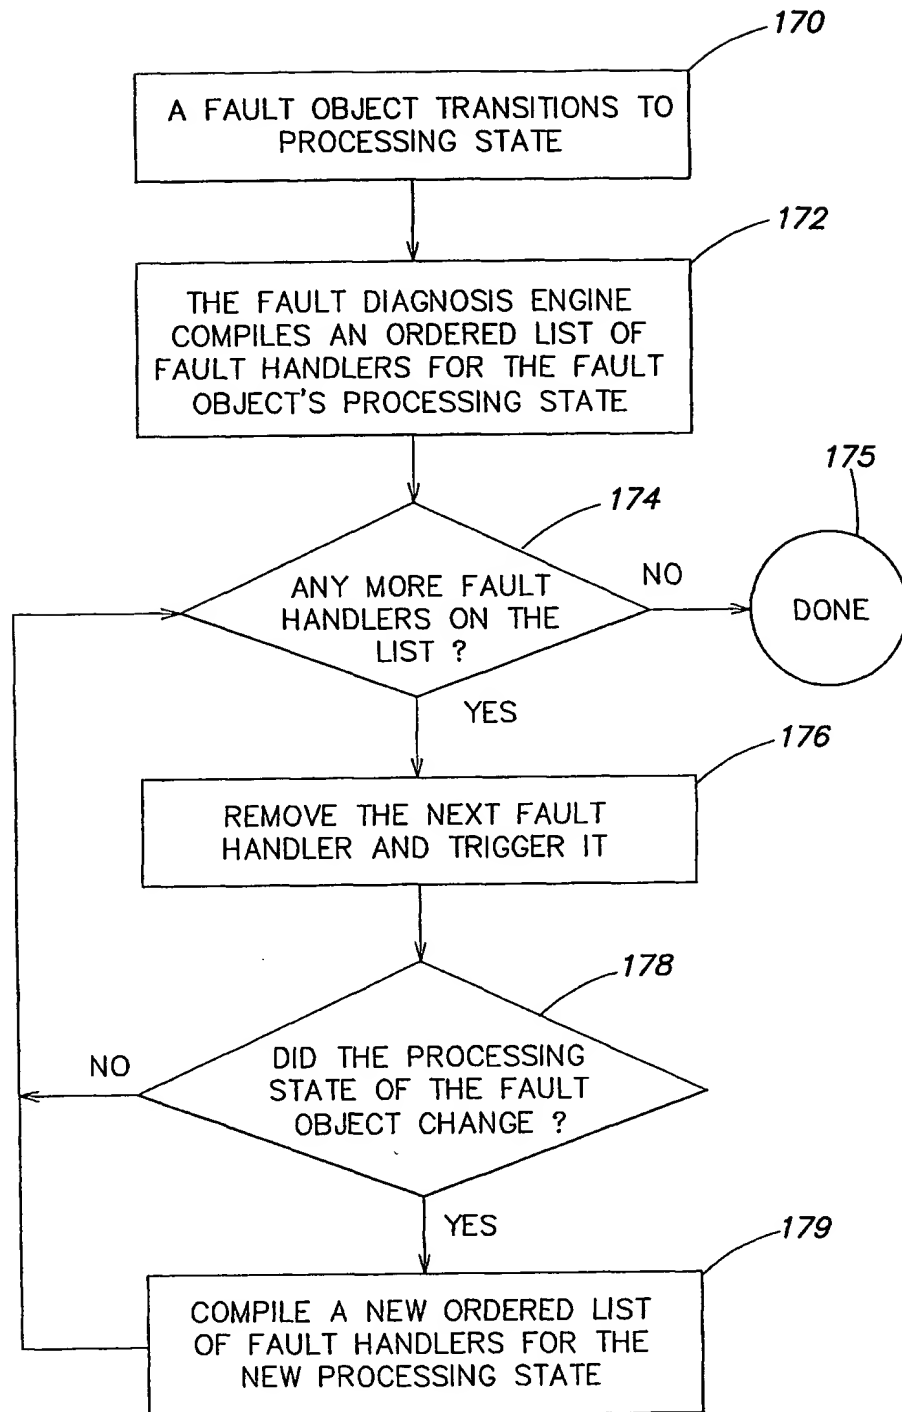 170
A FAULT OBJECT TRANSITIONS TO
PROCESSING STATE
172
THE FAULT DIAGNOSIS ENGINE
COMPILES AN ORDERED LIST OF
FAULT HANDLERS FOR THE FAULT
OBJECT'S PROCESSING STATE
175
174
ANY MORE FAULT
HANDLERS ON THE
LIST ?
NO
DONE
YES
176
REMOVE THE NEXT FAULT
HANDLER AND TRIGGER IT
178
DID THE PROCESSING
STATE OF THE FAULT
OBJECT CHANGE ?
NO
YES
179
COMPILE A NEW ORDERED LIST
OF FAULT HANDLERS FOR THE
NEW PROCESSING STATE